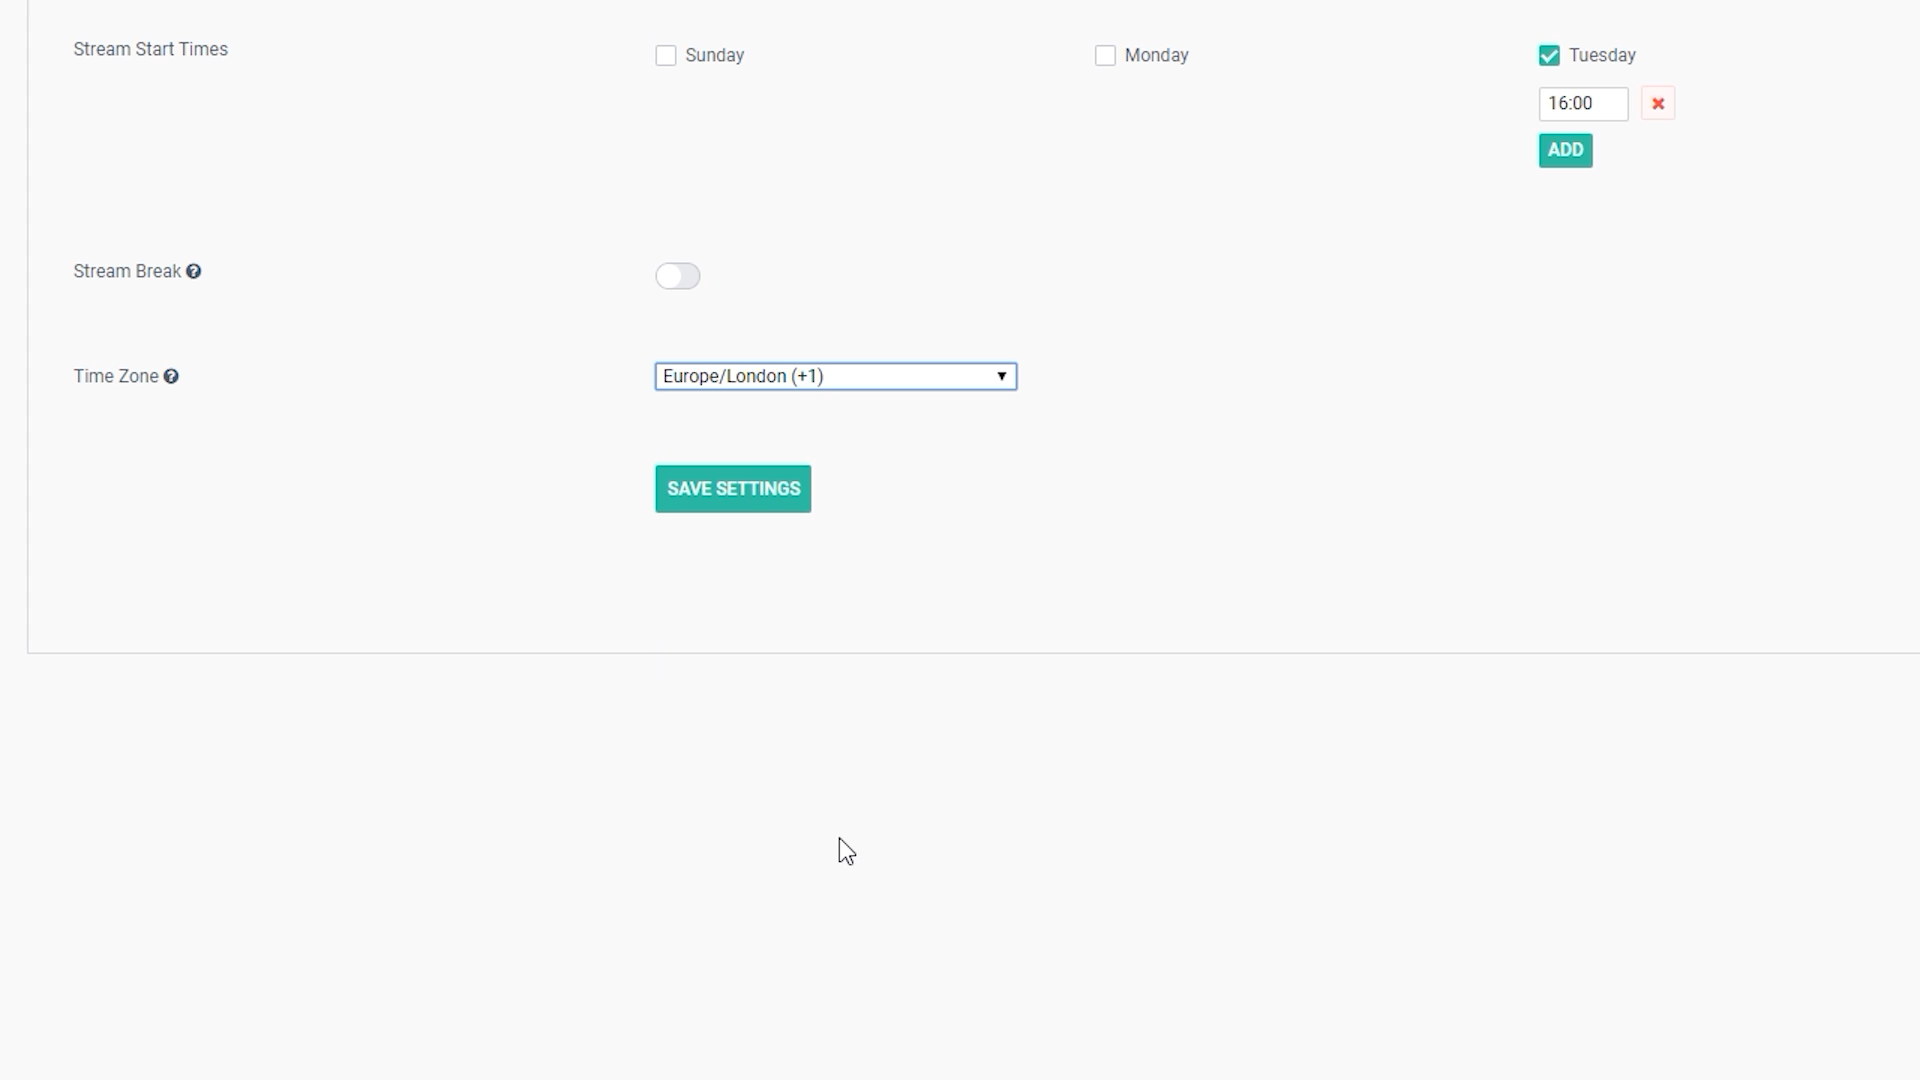 Stream Start Times
Sunday
Monday
Tuesday
16:00
ADD
Stream Break
Time Zone
Europe/London (+1)
SAVE SETTINGS